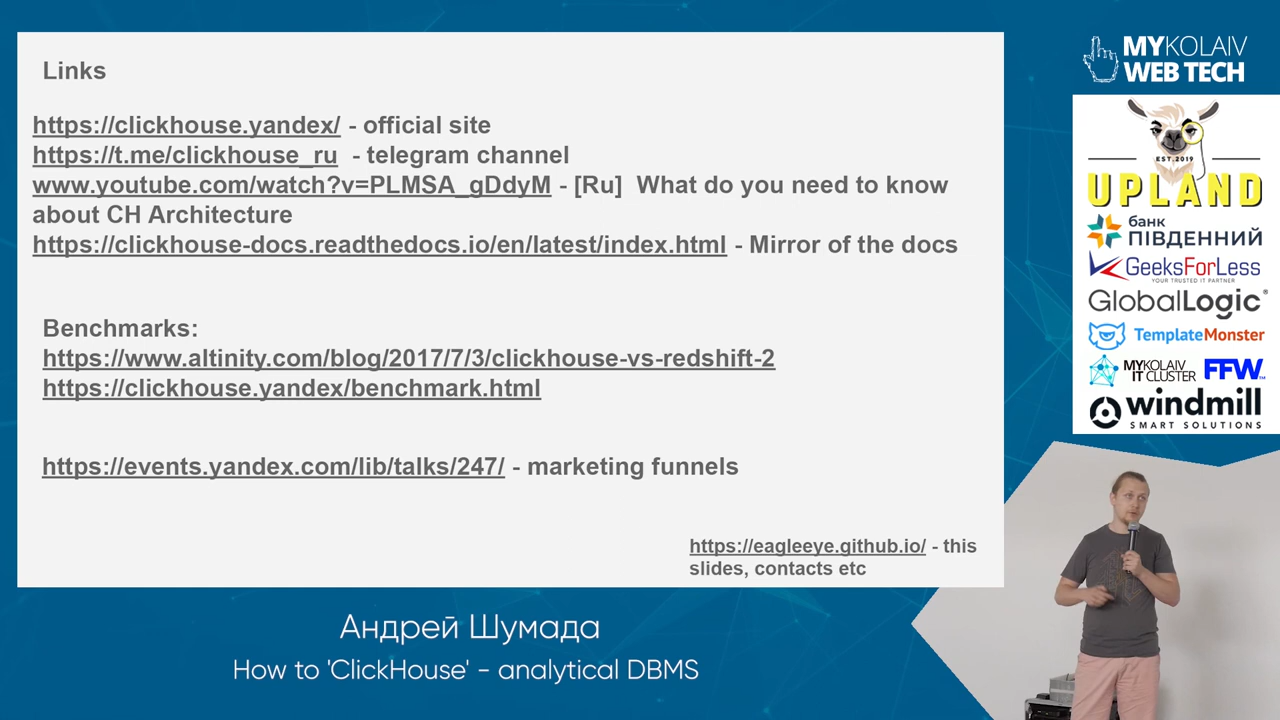 Links
https://clickhouse.yandex/ - official site
https://t.me/clickhouse_ru - telegram channel
www.youtube.com/watch?v=PLMSA_gDdyM - [Ru] What do you need to know
about CH Architecture
https://clickhouse-docs.readthedocs.io/en/latest/index.html - Mirror of the docs
Benchmarks:
https://www.altinity.com/blog/2017/7/3/clickhouse-vs-redshift-2
https://clickhouse.yandex/benchmark.html
https://events.yandex.com/lib/talks/247/ - marketing funnels
https://eagleeye.github.io/ - this
slides, contacts etc
Андрей Шумада
How to 'ClickHouse' - analytical DBMS
MYKOLAIV
WEB TECH
EST.2019
UPLAND
банк
ПІВДЕННИЙ
GeeksForLess
YOUR TRUSTED IT PARTNER
GlobalLogic®
TemplateMonster
MYKOLAIV
IT CLUSTER
FFW
windmill
SMART SOLUTIONS